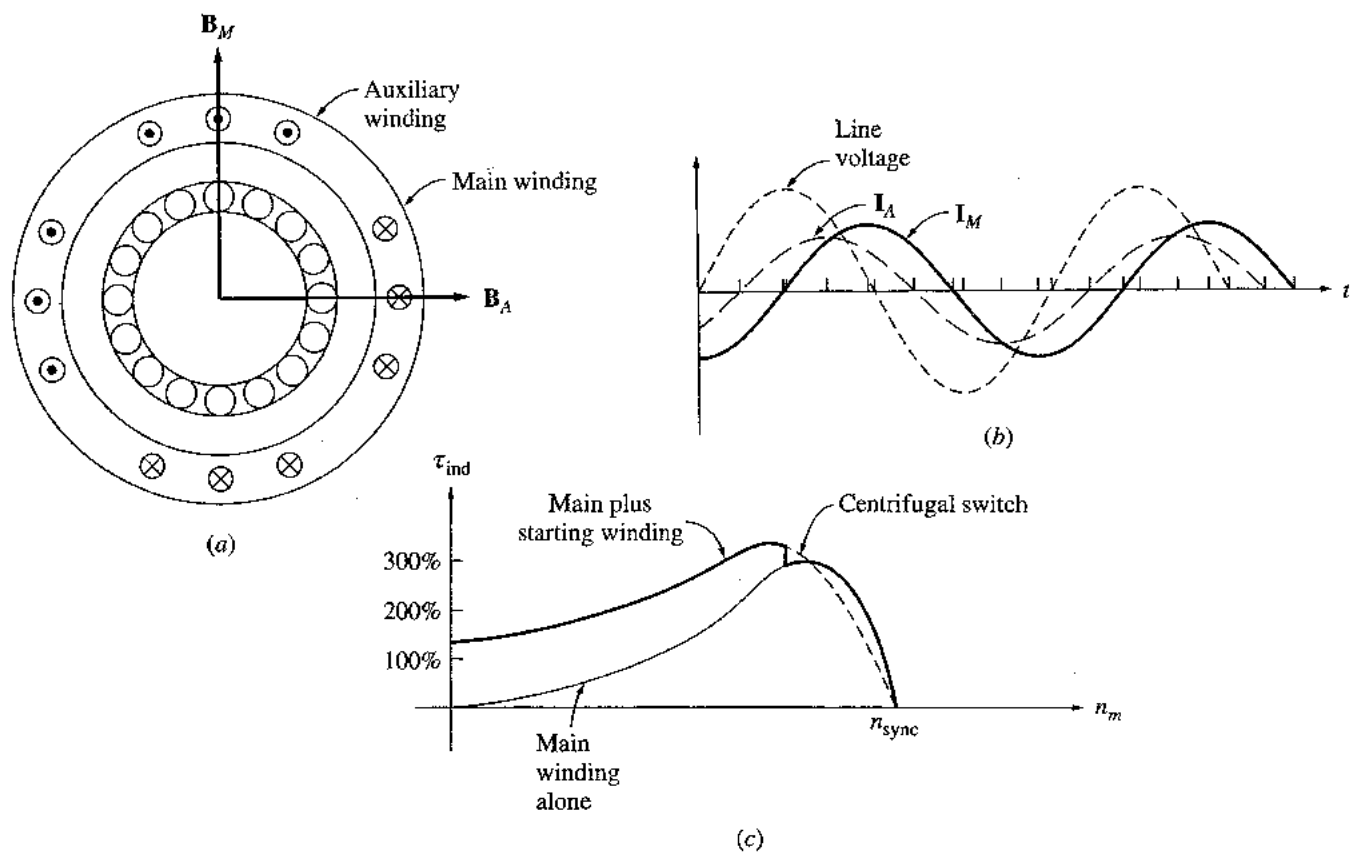 B_M
Auxiliary
winding
Main winding
B_A
(a)
Line
voltage
I_A
I_M
t
(b)
τ_ind
Main plus
starting winding
Centrifugal switch
300%
200%
100%
n_sync
n_m
Main
winding
alone
(c)